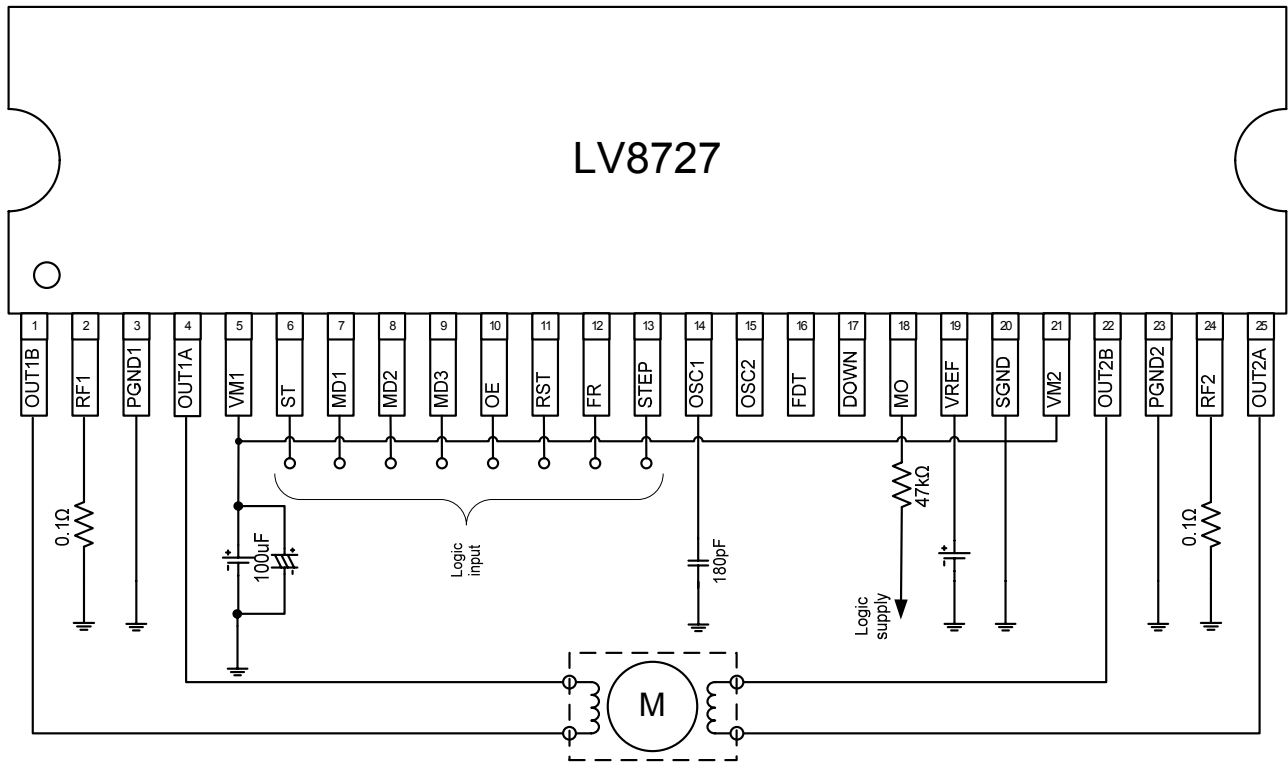 LV8727
1 2 3 4 5 6 7 8 9 10 11 12 13 14 15 16 17 18 19 20 21 22 23 24 25
OUT1B
RF1
PGND1
OUT1A
VM1
ST
MD1
MD2
MD3
OE
RST
FR
STEP
OSC1
OSC2
FDT
DOWN
MO
VREF
SGND
VM2
OUT2B
PGND2
RF2
OUT2A
0.1Ω
+
-
100uF
+
-
Logic
input
180pF
47kΩ
Logic
supply
+
-
0.1Ω
M